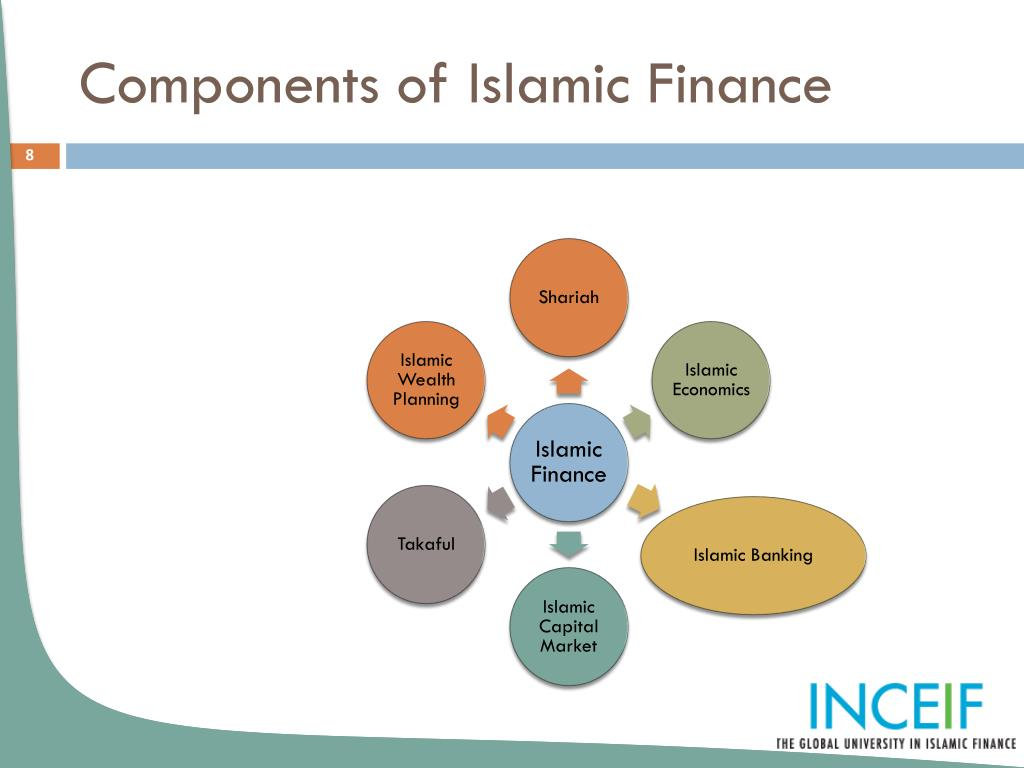 Components of Islamic Finance
8
Shariah
Islamic
Economics
Islamic Banking
Islamic
Capital
Market
Takaful
Islamic
Wealth
Planning
Islamic
Finance
INCEIF
THE GLOBAL UNIVERSITY IN ISLAMIC FINANCE